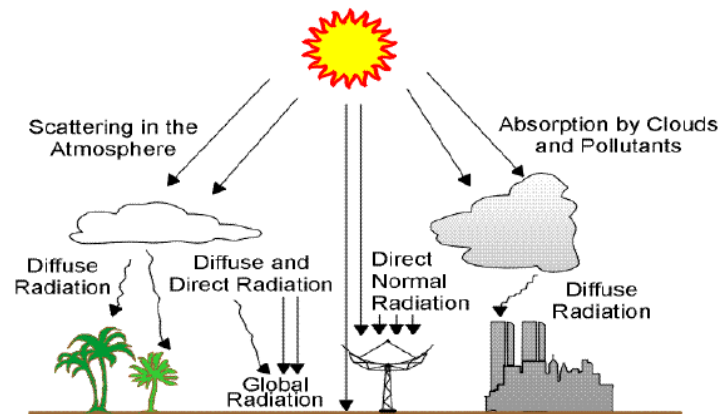 Scattering in the
Atmosphere
Absorption by Clouds
and Pollutants
Diffuse
Radiation
Diffuse and
Direct Radiation
Direct
Normal
Radiation
Diffuse
Radiation
Global
Radiation